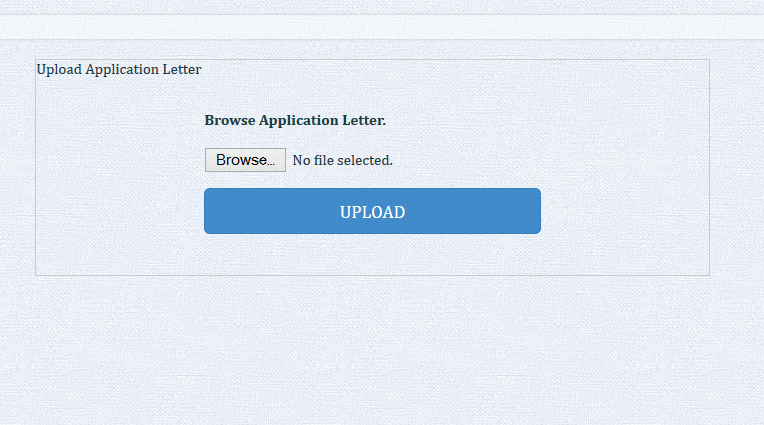 Upload Application Letter
Browse Application Letter.
Browse... No file selected.
UPLOAD